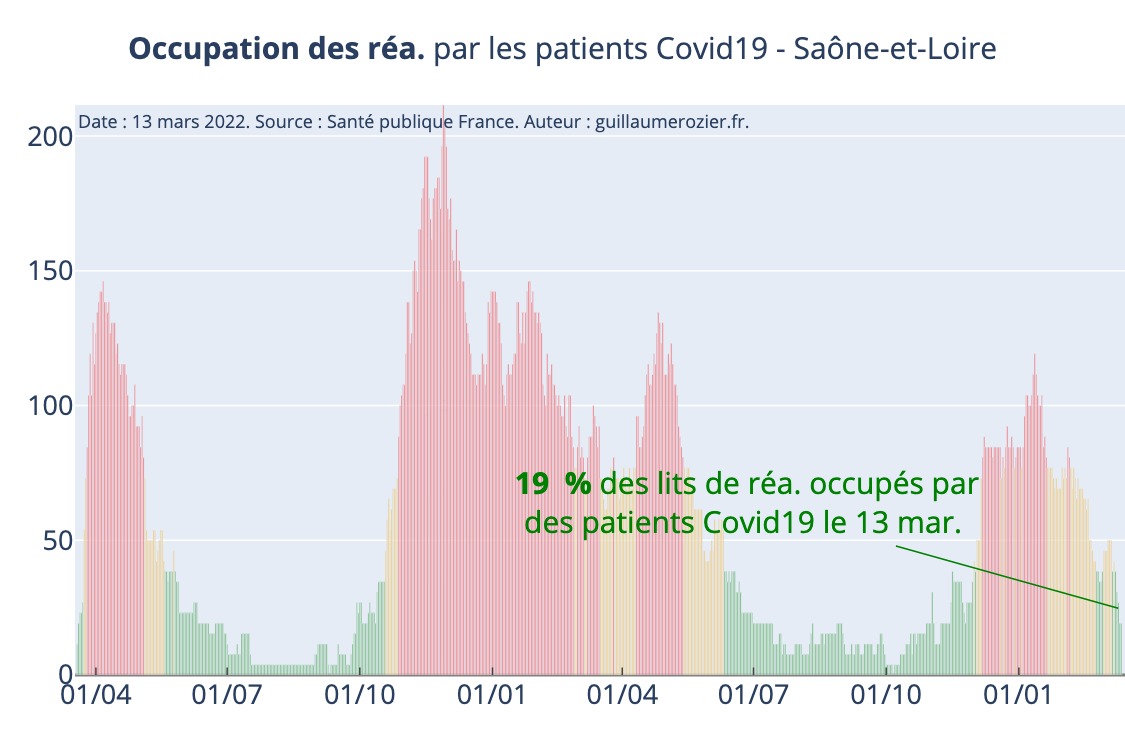 Occupation des réa. par les patients Covid19 - Saône-et-Loire
Date : 13 mars 2022. Source : Santé publique France. Auteur : guillaumerozier.fr.
200
150
100
50
0
19 % des lits de réa. occupés par
des patients Covid19 le 13 mar.
01/04 01/07 01/10 01/01 01/04 01/07 01/10 01/01